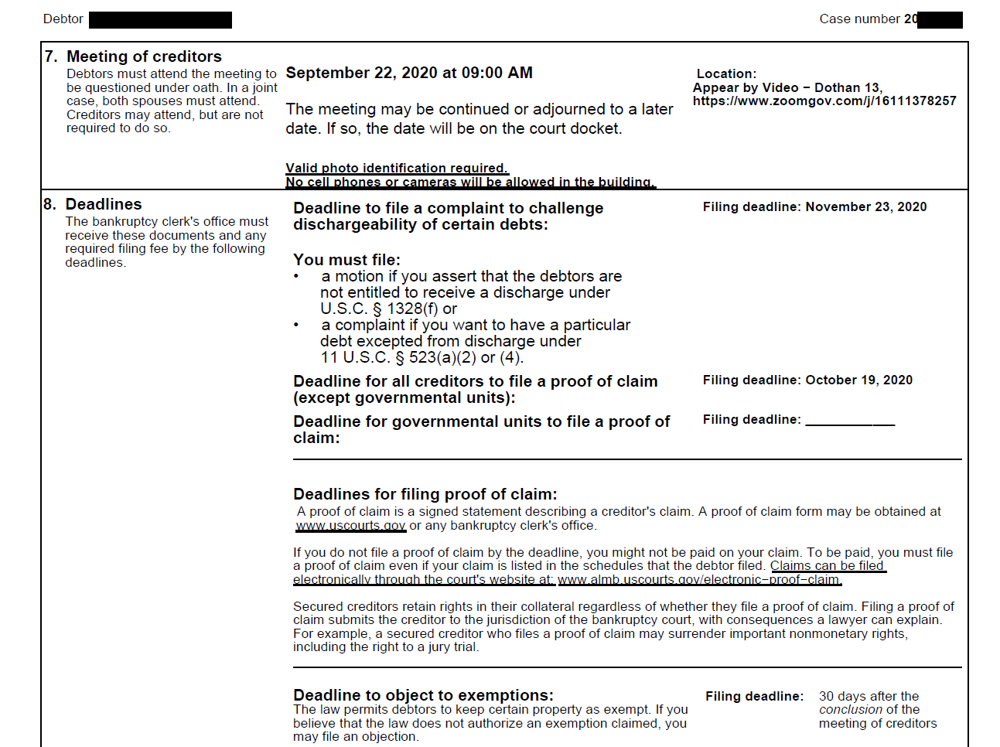 Debtor
Case number 20
7. Meeting of creditors
Debtors must attend the meeting to
be questioned under oath. In a joint
case, both spouses must attend.
Creditors may attend, but are not
required to do so.
September 22, 2020 at 09:00 AM
The meeting may be continued or adjourned to a later
date. If so, the date will be on the court docket.
Valid photo identification required.
No cell phones or cameras will be allowed in the building.
Location:
Appear by Video − Dothan 13,
https://www.zoomgov.com/j/16111378257
8. Deadlines
The bankruptcy clerk's office must
receive these documents and any
required filing fee by the following
deadlines.
Deadline to file a complaint to challenge
dischargeability of certain debts:
Filing deadline: November 23, 2020
You must file:
• a motion if you assert that the debtors are
not entitled to receive a discharge under
U.S.C. § 1328(f) or
• a complaint if you want to have a particular
debt excepted from discharge under
11 U.S.C. § 523(a)(2) or (4).
Deadline for all creditors to file a proof of claim
(except governmental units):
Filing deadline: October 19, 2020
Deadline for governmental units to file a proof of
claim:
Filing deadline: ____________
Deadlines for filing proof of claim:
A proof of claim is a signed statement describing a creditor's claim. A proof of claim form may be obtained at
www.uscourts.gov or any bankruptcy clerk's office.
If you do not file a proof of claim by the deadline, you might not be paid on your claim. To be paid, you must file
a proof of claim even if your claim is listed in the schedules that the debtor filed. Claims can be filed
electronically through the court's website at: www.almb.uscourts.gov/electronic−proof−claim.
Secured creditors retain rights in their collateral regardless of whether they file a proof of claim. Filing a proof of
claim submits the creditor to the jurisdiction of the bankruptcy court, with consequences a lawyer can explain.
For example, a secured creditor who files a proof of claim may surrender important nonmonetary rights,
including the right to a jury trial.
Deadline to object to exemptions:
The law permits debtors to keep certain property as exempt. If you
believe that the law does not authorize an exemption claimed, you
may file an objection.
Filing deadline: 30 days after the
conclusion of the
meeting of creditors